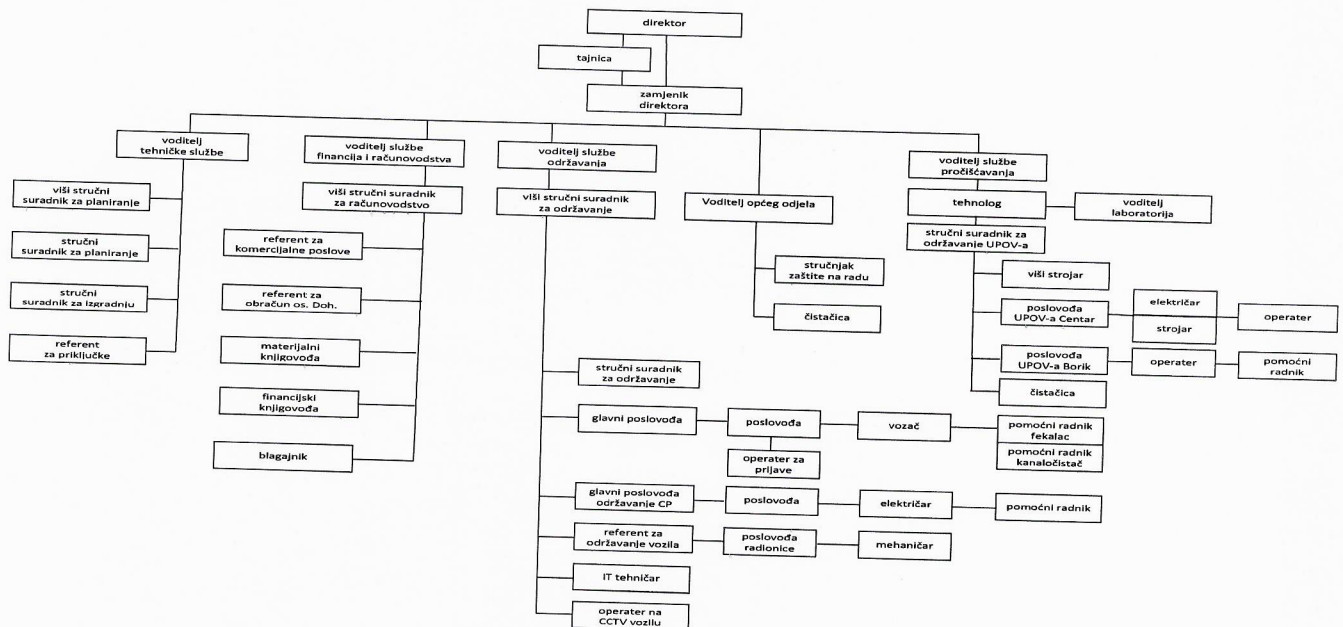 direktor
tajnica
zamjenik
direktora
voditelj
tehničke službe
viši stručni
suradnik za planiranje
stručni
suradnik za planiranje
stručni
suradnik za izgradnju
referent
za priključke
voditelj službe
financija i računovodstva
viši stručni suradnik
za računovodstvo
referent za
komercijalne poslove
referent za
obračun os. Doh.
materijalni
knjigovođa
financijski
knjigovođa
blagajnik
voditelj službe
održavanja
viši stručni suradnik
za održavanje
stručni suradnik
za održavanje
glavni poslovođa
poslovođa
operater za
prijave
vozač
pomoćni radnik
fekalac
pomoćni radnik
kanaločistač
glavni poslovođa
održavanje CP
poslovođa
električar
pomoćni radnik
referent za
održavanje vozila
poslovođa
radionice
mehaničar
IT tehničar
operater na
CCTV vozilu
Voditelj općeg odjela
stručnjak
zaštite na radu
čistačica
voditelj službe
pročišćavanja
tehnolog
voditelj
laboratorija
stručni suradnik za
održavanje UPOV-a
viši strojar
poslovođa
UPOV-a Centar
električar
strojar
operater
poslovođa
UPOV-a Borik
operater
pomoćni
radnik
čistačica